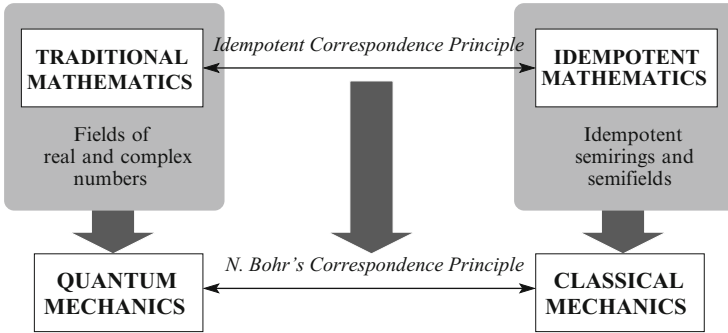 TRADITIONAL
MATHEMATICS
Idempotent Correspondence Principle
IDEMPOTENT
MATHEMATICS
Fields of
real and complex
numbers
Idempotent
semirings and
semifields
N. Bohr's Correspondence Principle
QUANTUM
MECHANICS
CLASSICAL
MECHANICS